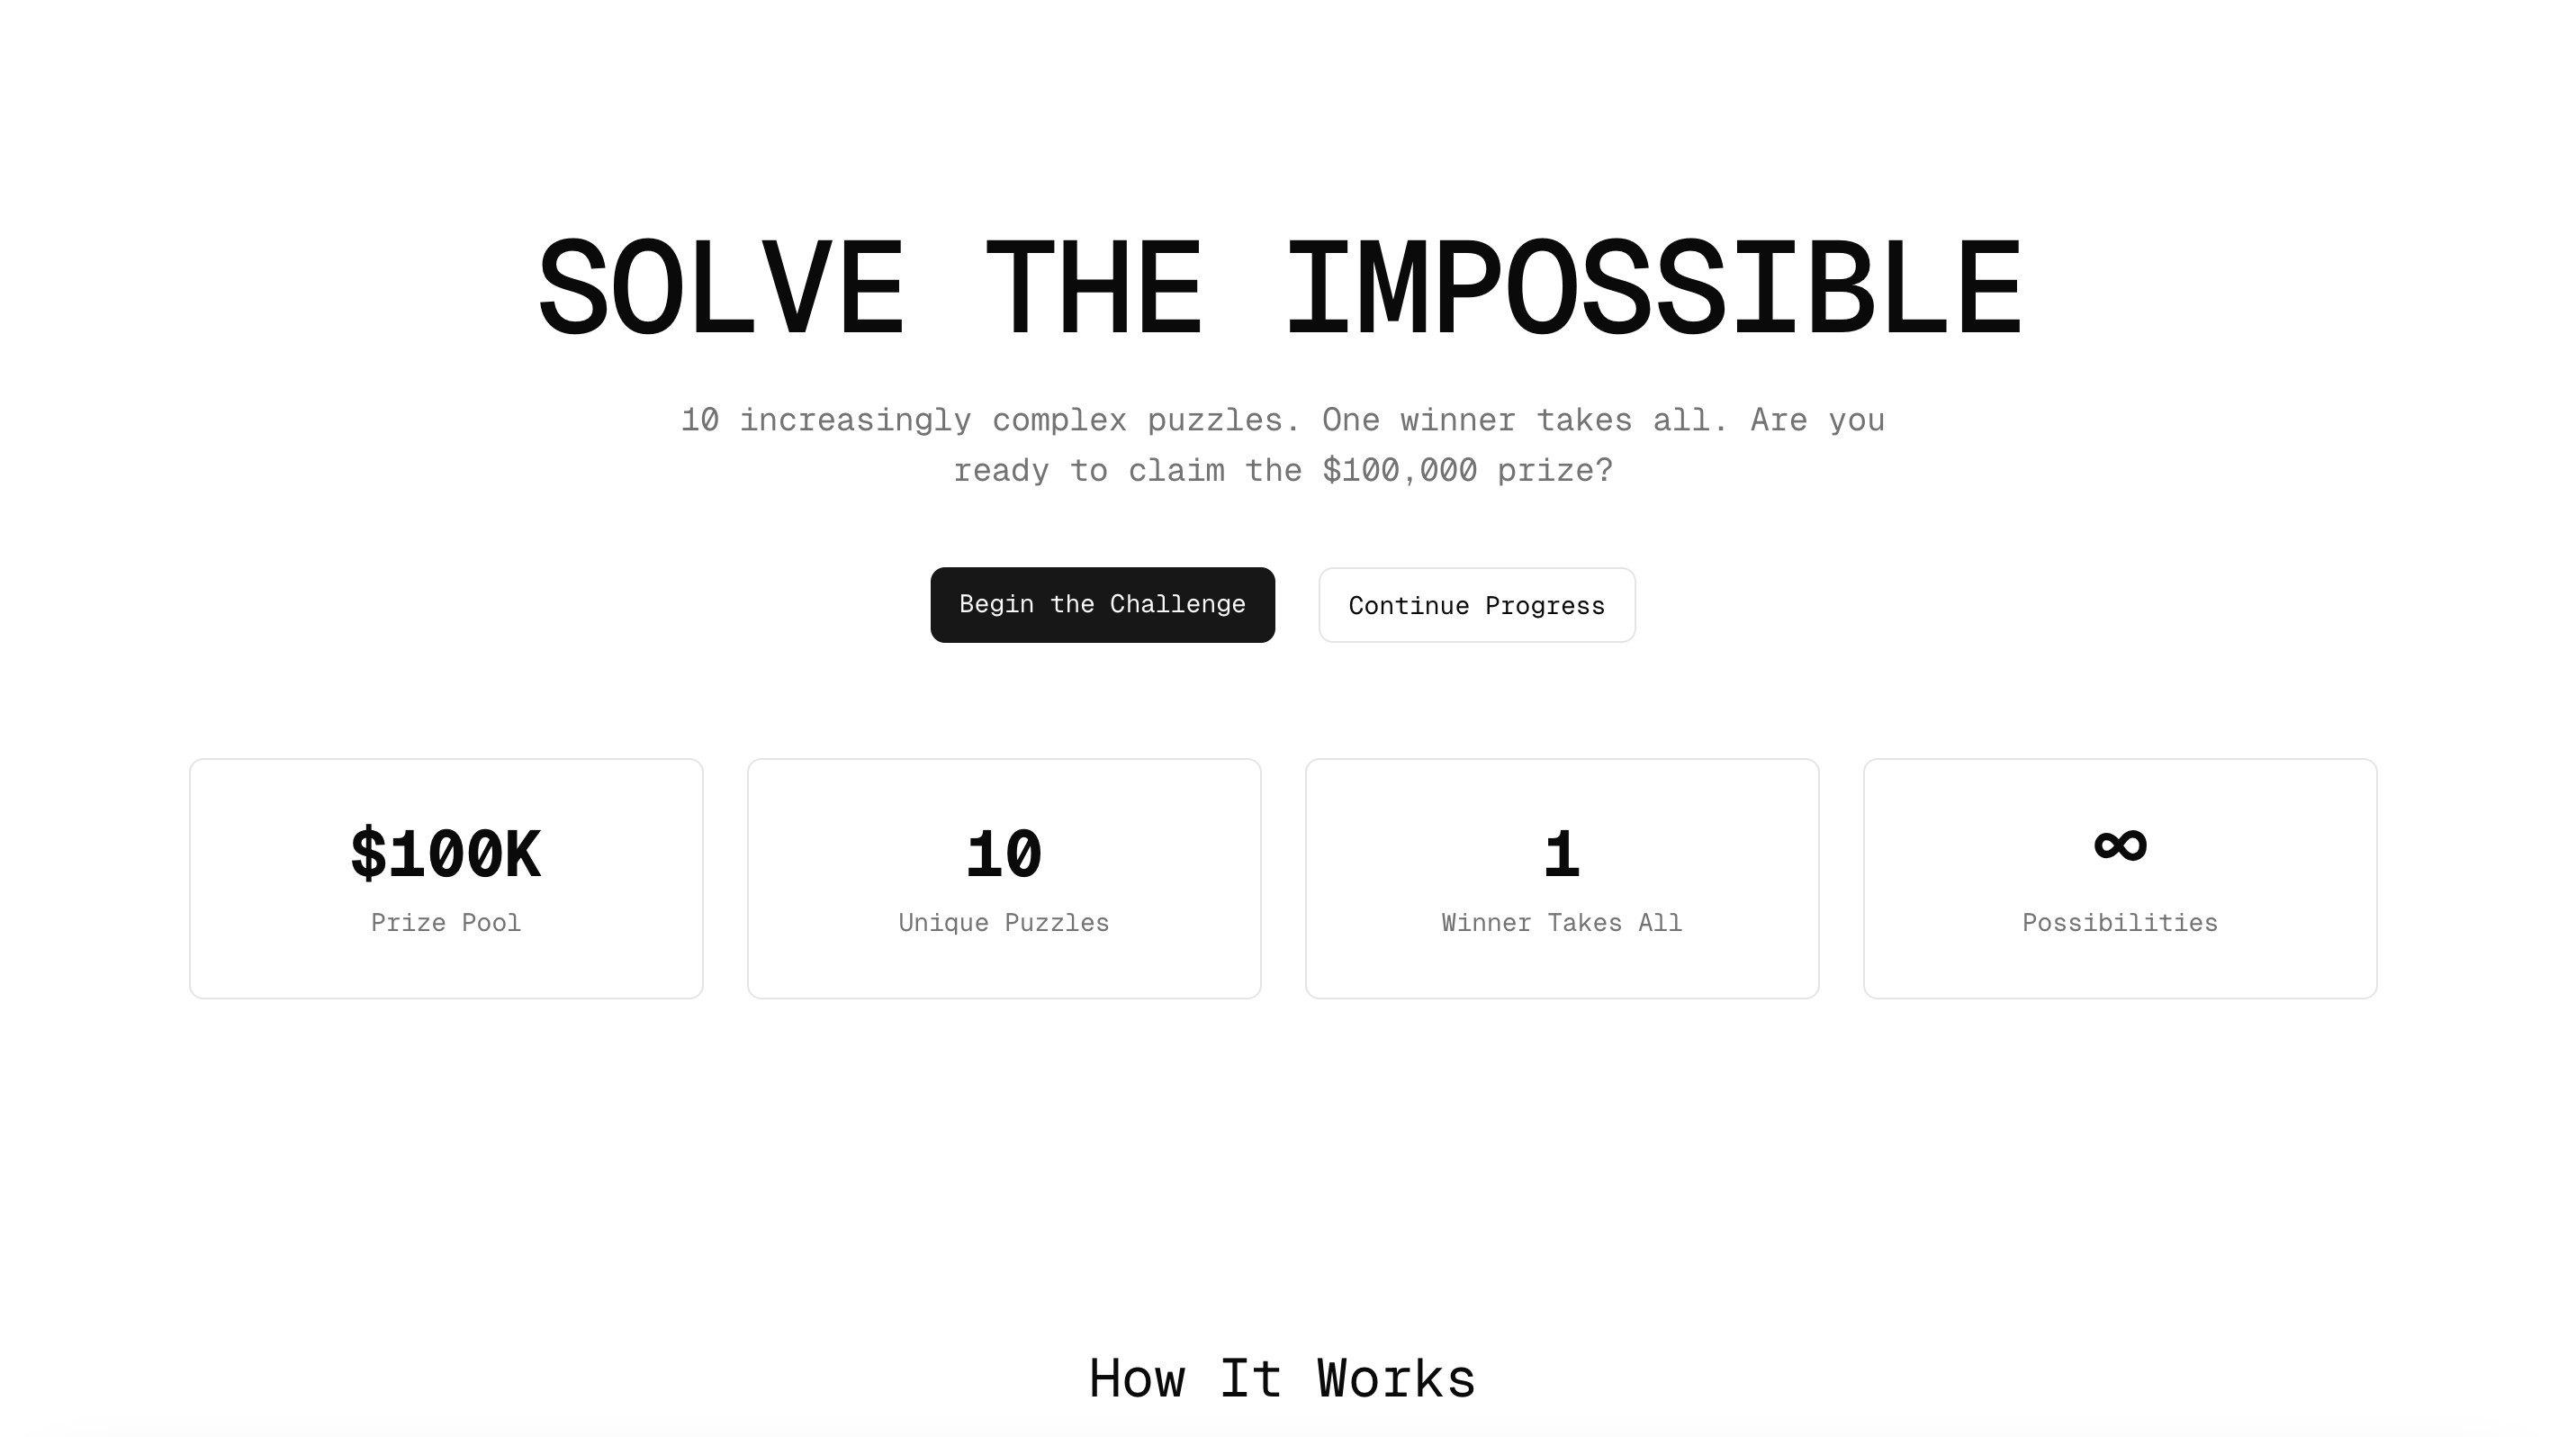 SOLVE THE IMPOSSIBLE
10 increasingly complex puzzles. One winner takes all. Are you
ready to claim the $100,000 prize?
Begin the Challenge
Continue Progress
$100K
Prize Pool
10
Unique Puzzles
1
Winner Takes All
∞
Possibilities
How It Works